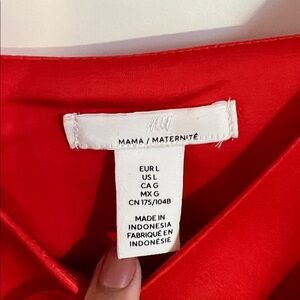 H&M
MAMA / MATERNITÉ
EUR L
US L
CA G
MX G
CN 175/104B
MADE IN
INDONESIA
FABRIQUÉ EN
INDONÉSIE